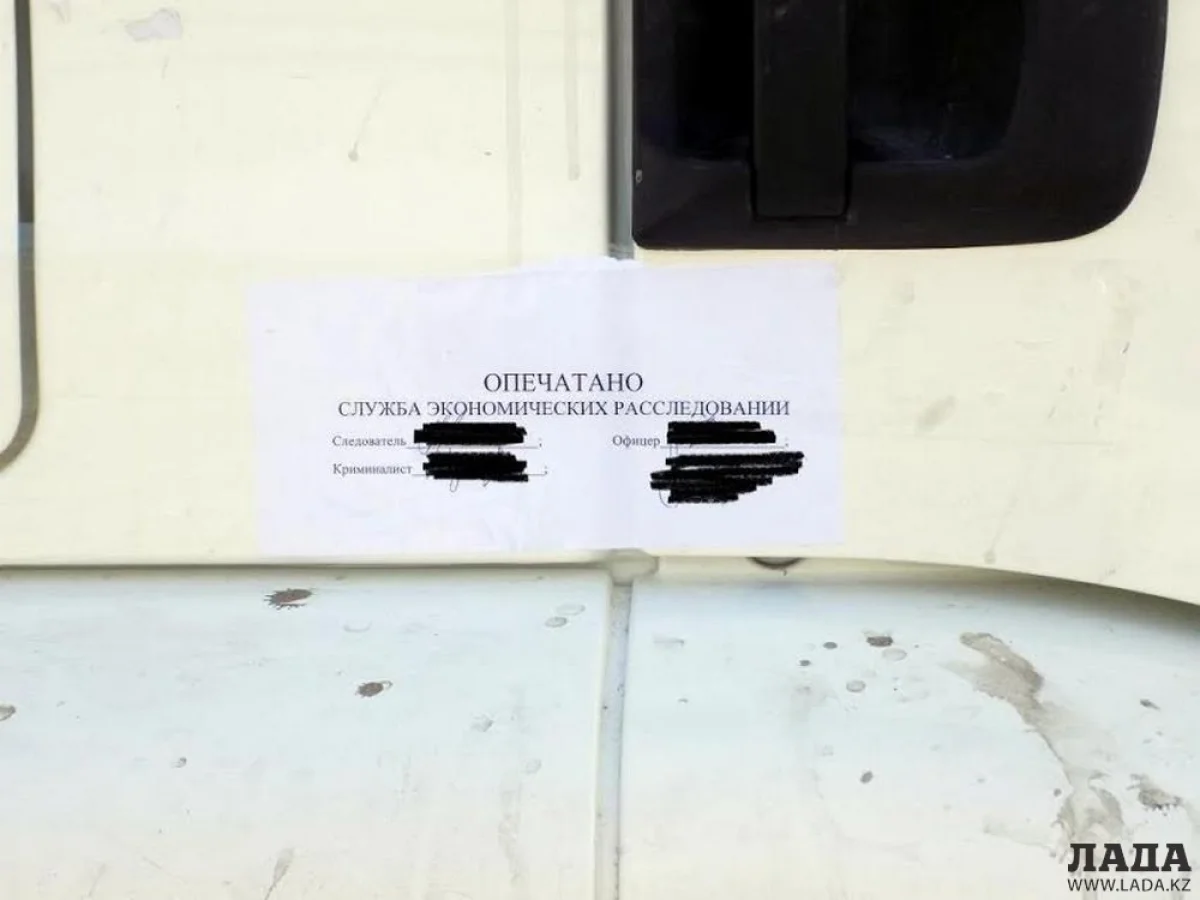 ОПЕЧАТАНО
СЛУЖБА ЭКОНОМИЧЕСКИХ РАССЛЕДОВАНИИ
Следователь ; Офицер ;
Криминалист ;
ЛАДА
WWW.LADA.KZ